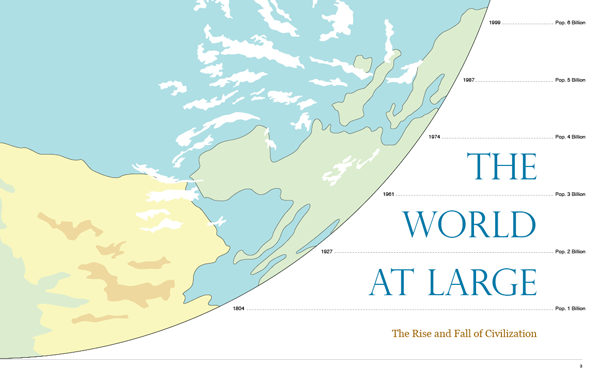 1999 Pop. 6 Billion
1987 Pop. 5 Billion
1974 Pop. 4 Billion
THE
1961 Pop. 3 Billion
WORLD
1927 Pop. 2 Billion
AT LARGE
1804 Pop. 1 Billion
The Rise and Fall of Civilization